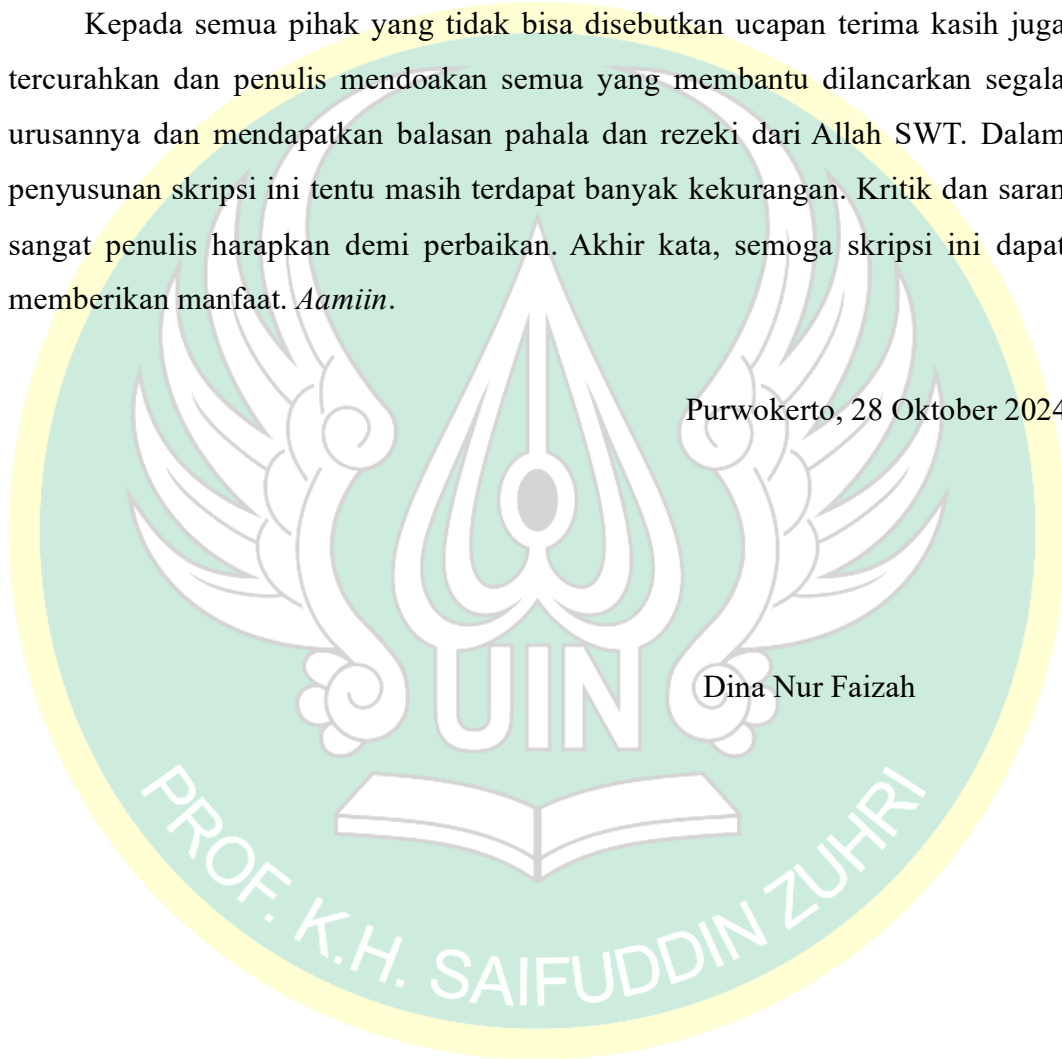 Kepada semua pihak yang tidak bisa disebutkan ucapan terima kasih juga
tercurahkan dan penulis mendoakan semua yang membantu dilancarkan segala
urusannya dan mendapatkan balasan pahala dan rezeki dari Allah SWT. Dalam
penyusunan skripsi ini tentu masih terdapat banyak kekurangan. Kritik dan saran
sangat penulis harapkan demi perbaikan. Akhir kata, semoga skripsi ini dapat
memberikan manfaat. Aamiin.
Purwokerto, 28 Oktober 2024
Dina Nur Faizah
UIN
PROF. K.H. SAIFUDDIN ZUHRI